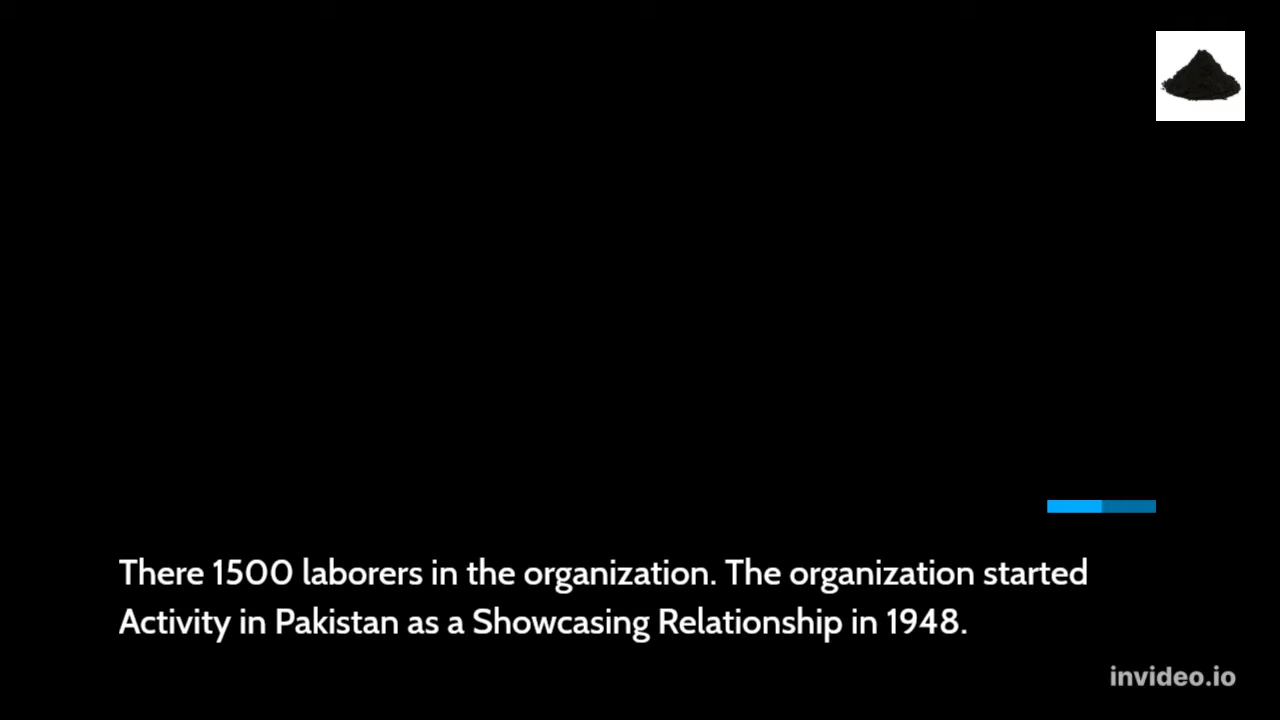 There 1500 laborers in the organization. The organization started
Activity in Pakistan as a Showcasing Relationship in 1948.
invideo.io